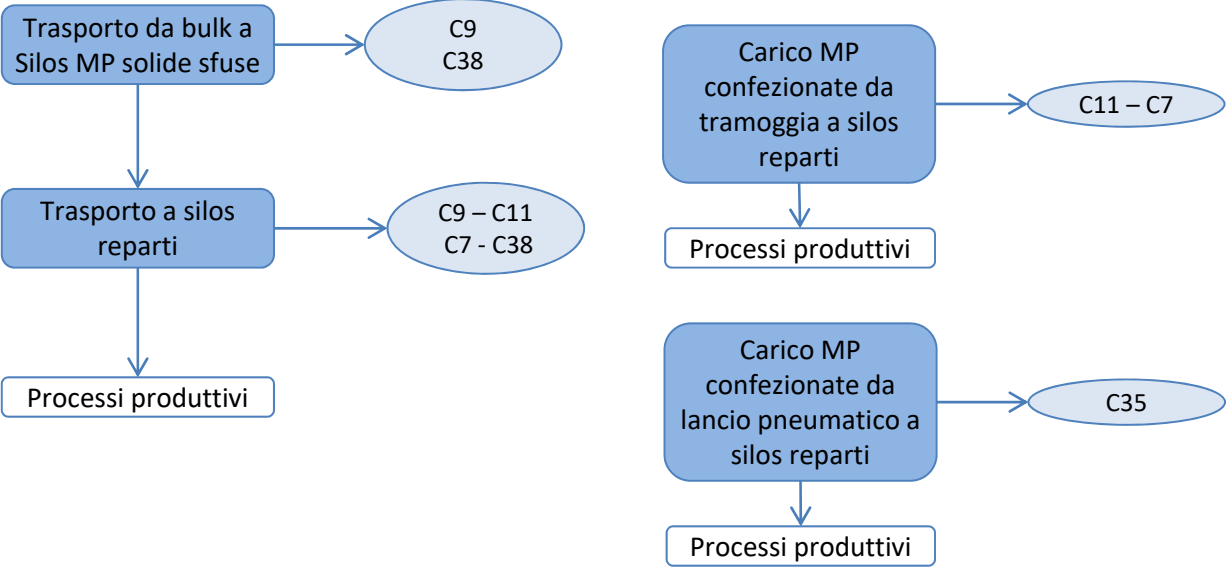 Trasporto da bulk a
Silos MP solide sfuse
C9
C38
Trasporto a silos
reparti
C9 – C11
C7 - C38
Processi produttivi
Carico MP
confezionate da
tramoggia a silos
reparti
C11 – C7
Processi produttivi
Carico MP
confezionate da
lancio pneumatico a
silos reparti
C35
Processi produttivi